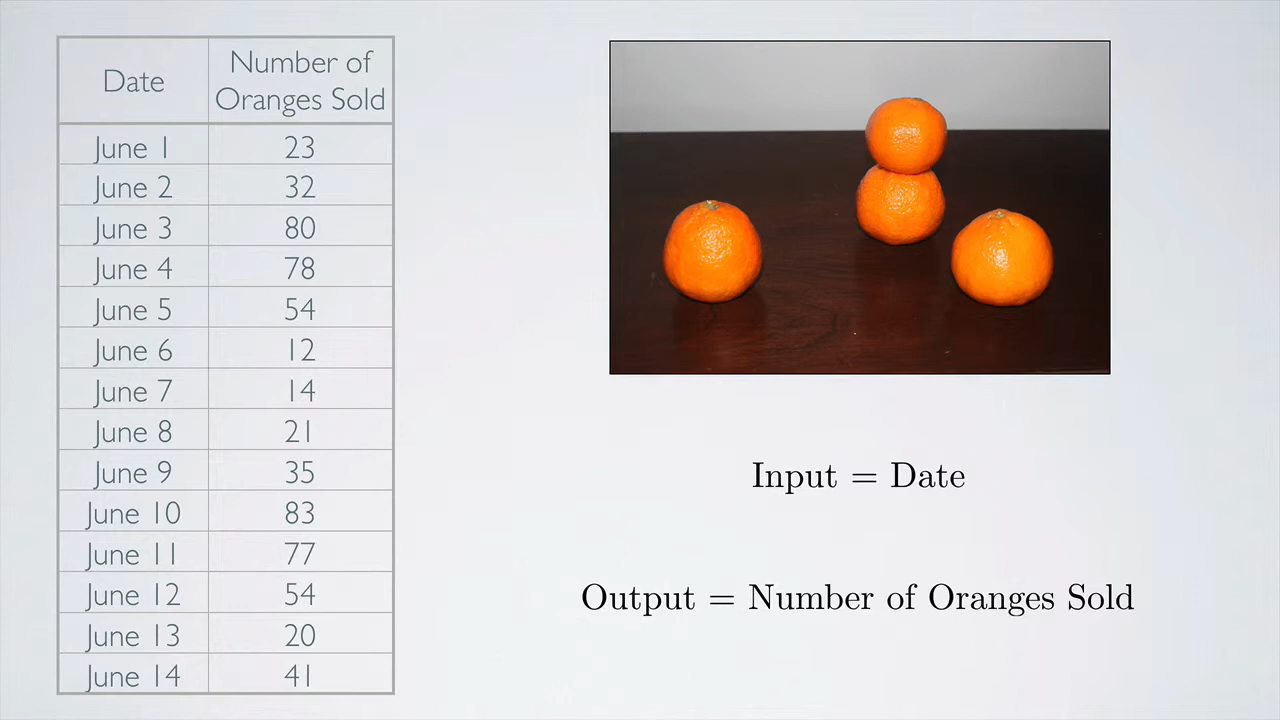 Date Number of
Oranges Sold
June 1 23
June 2 32
June 3 80
June 4 78
June 5 54
June 6 12
June 7 14
June 8 21
June 9 35
June 10 83
June 11 77
June 12 54
June 13 20
June 14 41
Input = Date
Output = Number of Oranges Sold